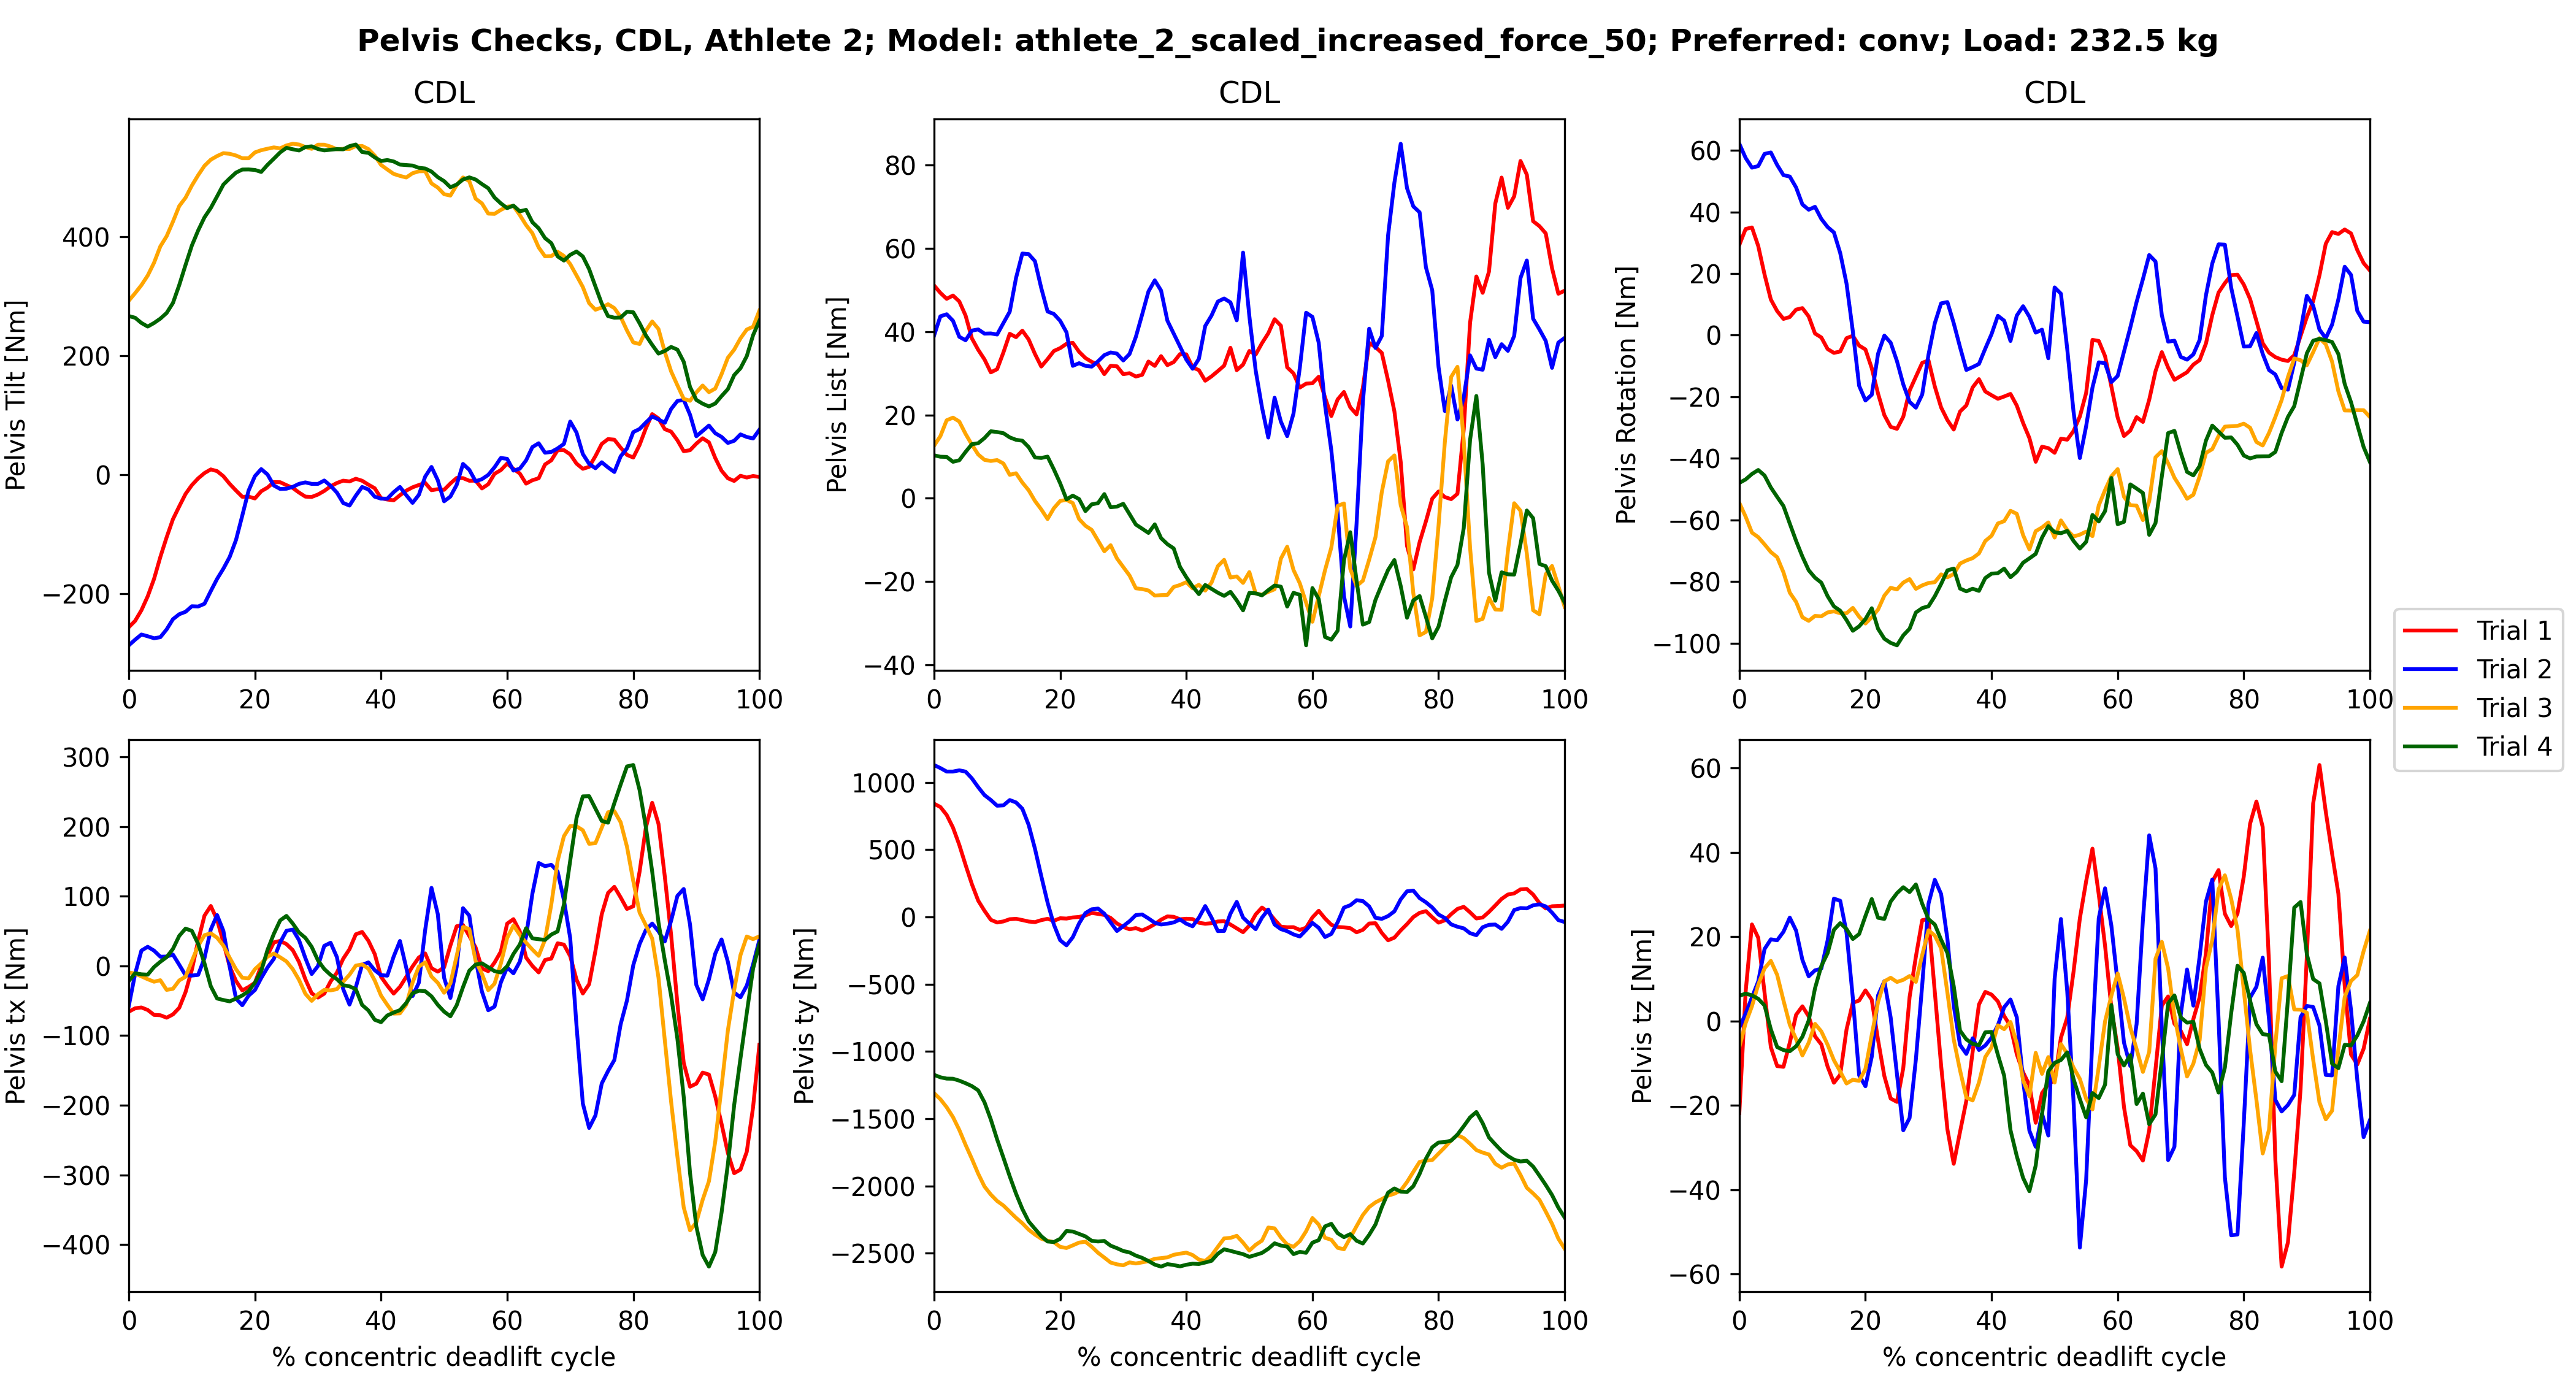 Pelvis Checks, CDL, Athlete 2; Model: athlete_2_scaled_increased_force_50; Preferred: conv; Load: 232.5 kg
CDL
Pelvis Tilt [Nm]
400
200
0
−200
0 20 40 60 80 100
CDL
Pelvis List [Nm]
80
60
40
20
0
−20
−40
0 20 40 60 80 100
CDL
Pelvis Rotation [Nm]
60
40
20
0
−20
−40
−60
−80
−100
0 20 40 60 80 100
Trial 1
Trial 2
Trial 3
Trial 4
Pelvis tx [Nm]
300
200
100
0
−100
−200
−300
−400
0 20 40 60 80 100
% concentric deadlift cycle
Pelvis ty [Nm]
1000
500
0
−500
−1000
−1500
−2000
−2500
0 20 40 60 80 100
% concentric deadlift cycle
Pelvis tz [Nm]
60
40
20
0
−20
−40
−60
0 20 40 60 80 100
% concentric deadlift cycle